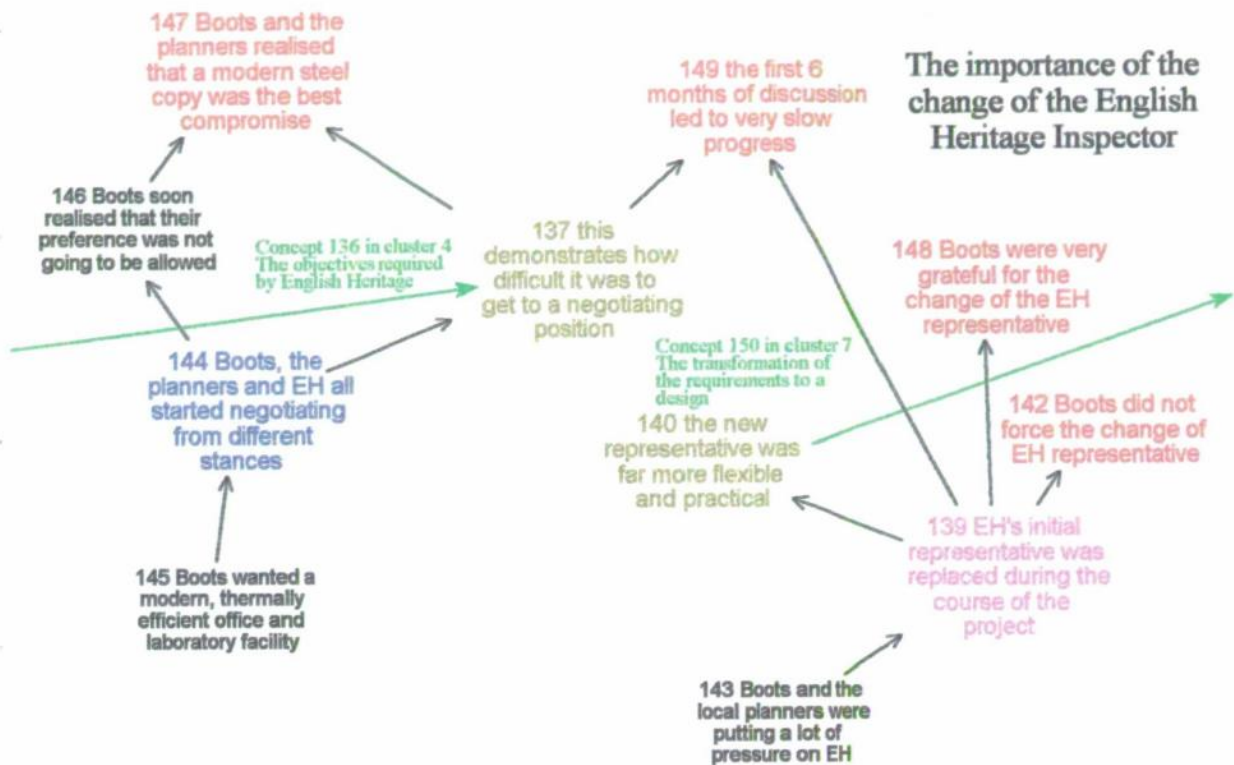 147 Boots and the
planners realised
that a modern steel
copy was the best
compromise
149 the first 6
months of discussion
led to very slow
progress
The importance of the
change of the English
Heritage Inspector
146 Boots soon
realised that their
preference was not
going to be allowed
Concept 136 in cluster 4
The objectives required
by English Heritage
137 this
demonstrates how
difficult it was to
get to a negotiating
position
148 Boots were very
grateful for the
change of the EH
representative
144 Boots, the
planners and EH all
started negotiating
from different
stances
Concept 150 in cluster 7
The transformation of
the requirements to a
design
140 the new
representative was
far more flexible
and practical
142 Boots did not
force the change of
EH representative
139 EH's initial
representative was
replaced during the
course of the
project
145 Boots wanted a
modern, thermally
efficient office and
laboratory facility
143 Boots and the
local planners were
putting a lot of
pressure on EH